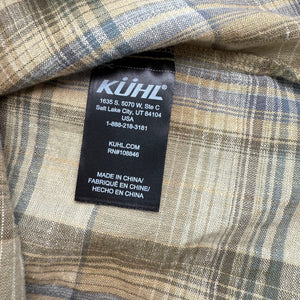 KÜHL®
1635 S. 5070 W, Ste C
Salt Lake City, UT 84104
USA
1-888-218-3181
KUHL.COM
RN#108846
MADE IN CHINA/
FABRIQUÉ EN CHINE/
HECHO EN CHINA